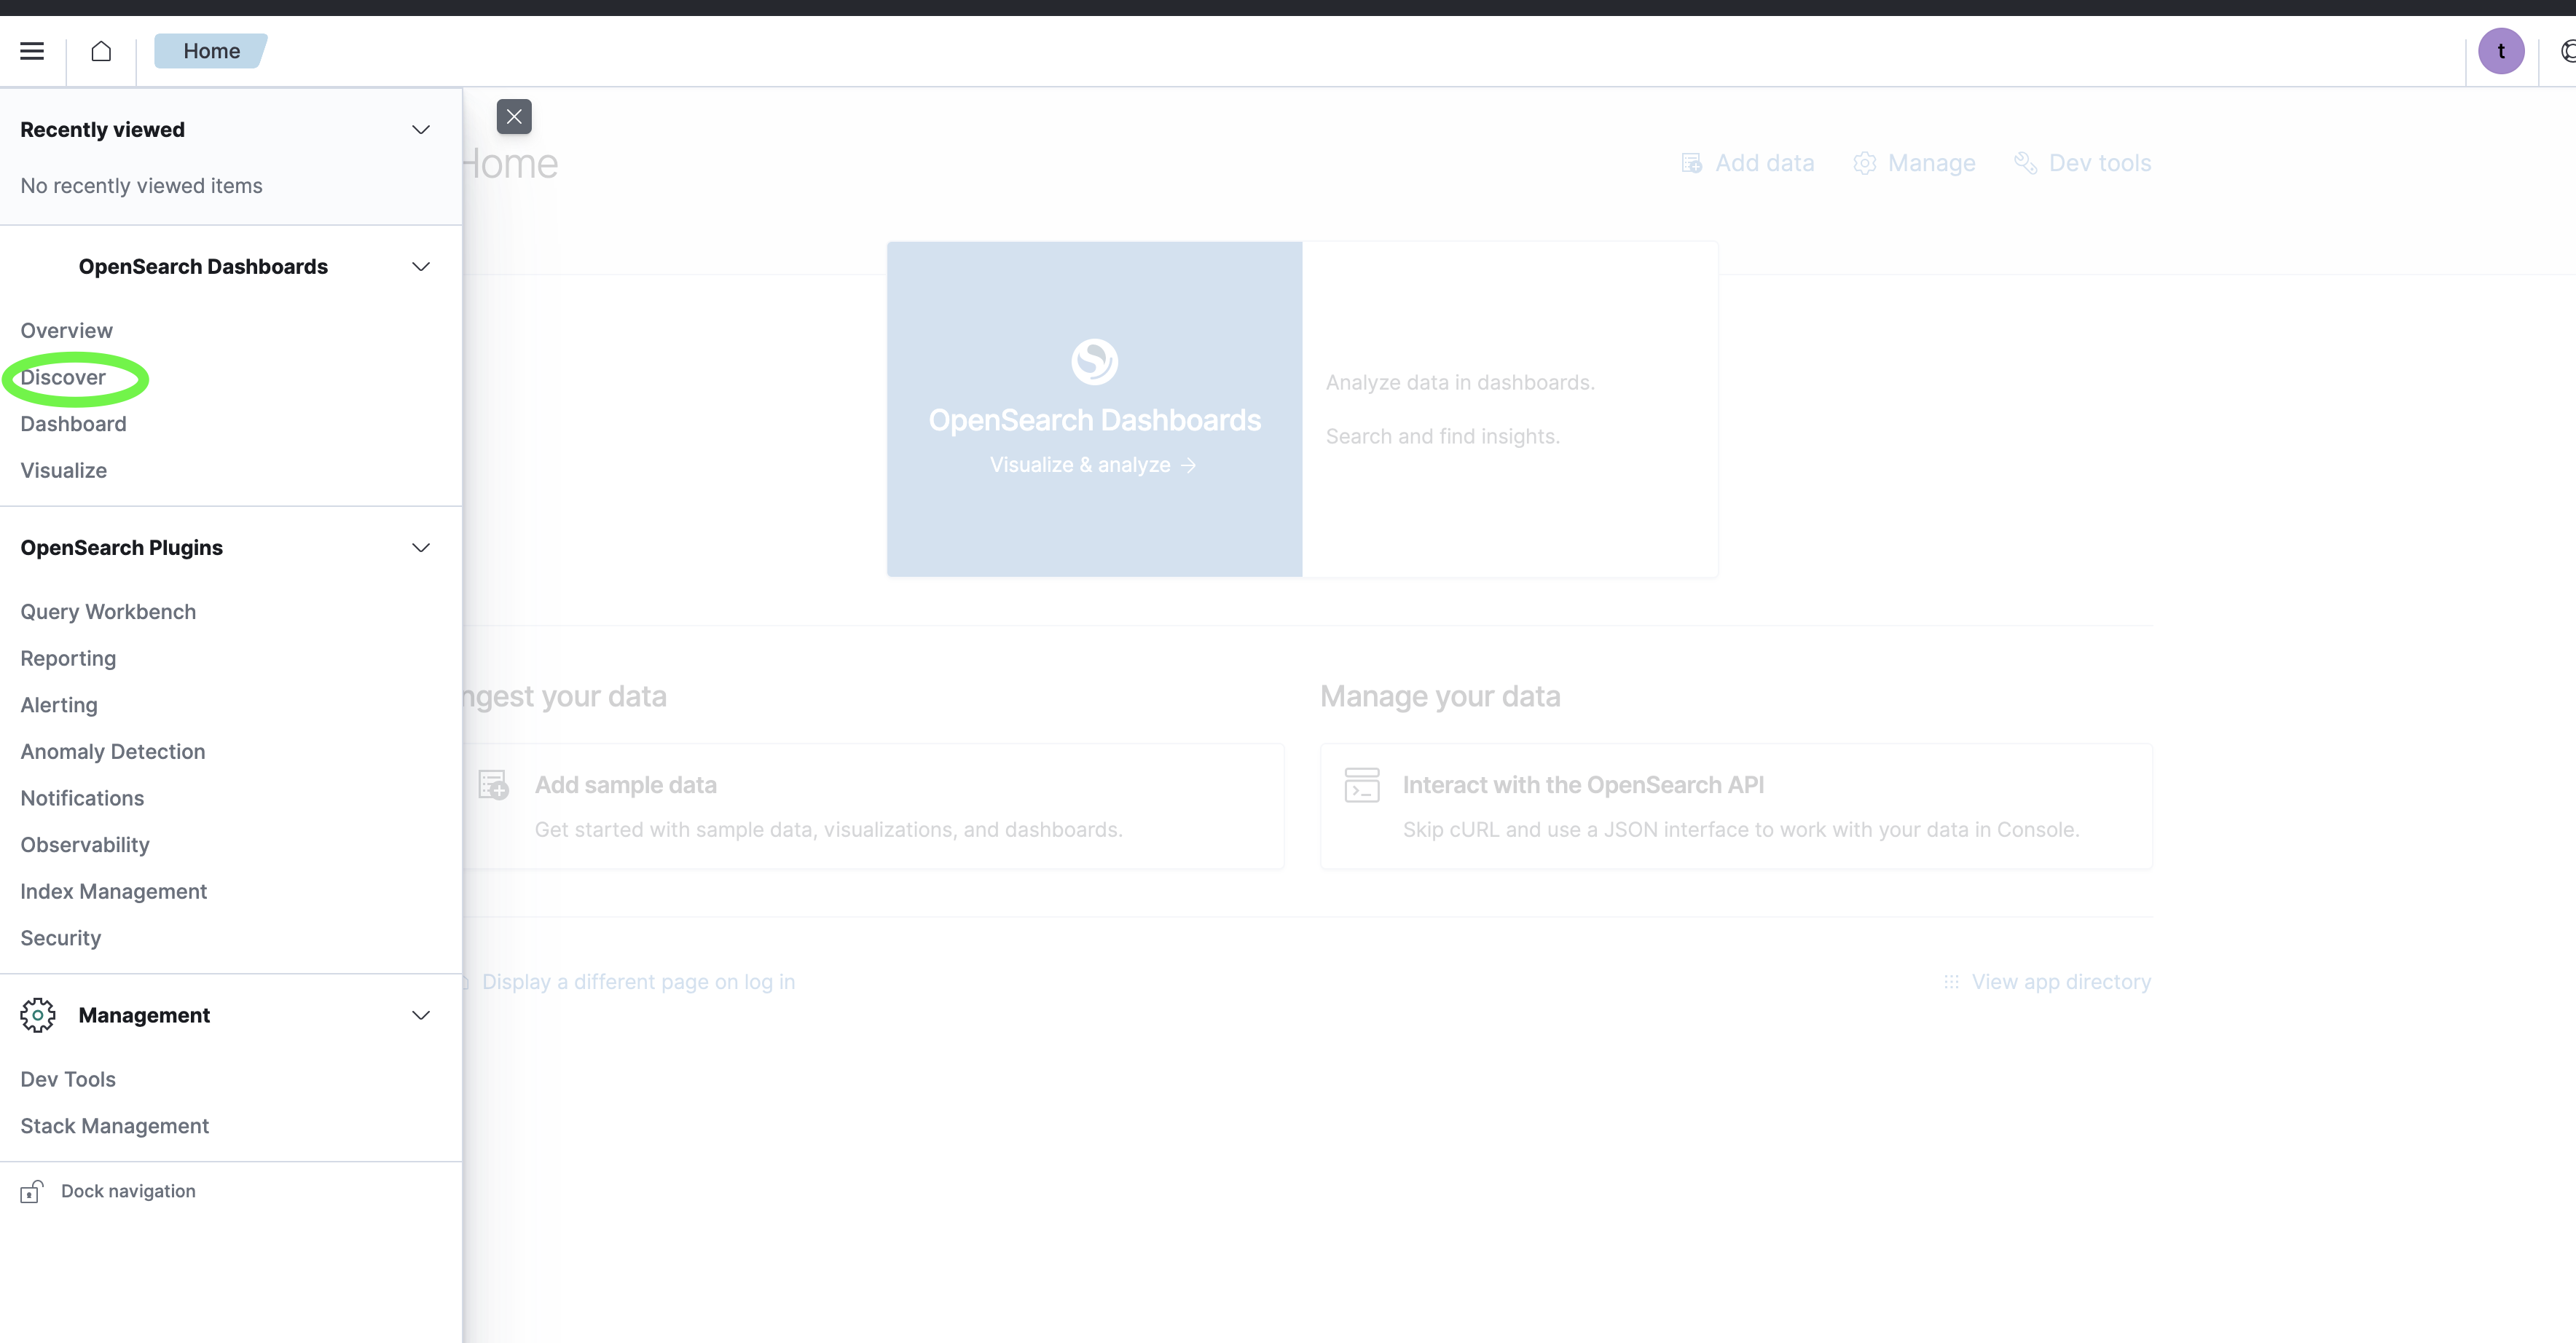 Home
t
Recently viewed
No recently viewed items
OpenSearch Dashboards
Overview
Discover
Dashboard
Visualize
OpenSearch Plugins
Query Workbench
Reporting
Alerting
Anomaly Detection
Notifications
Observability
Index Management
Security
Management
Dev Tools
Stack Management
Dock navigation
Home
Add data
Manage
Dev tools
OpenSearch Dashboards
Visualize & analyze →
Analyze data in dashboards.
Search and find insights.
ngest your data
Add sample data
Get started with sample data, visualizations, and dashboards.
Manage your data
Interact with the OpenSearch API
Skip cURL and use a JSON interface to work with your data in Console.
Display a different page on log in
View app directory